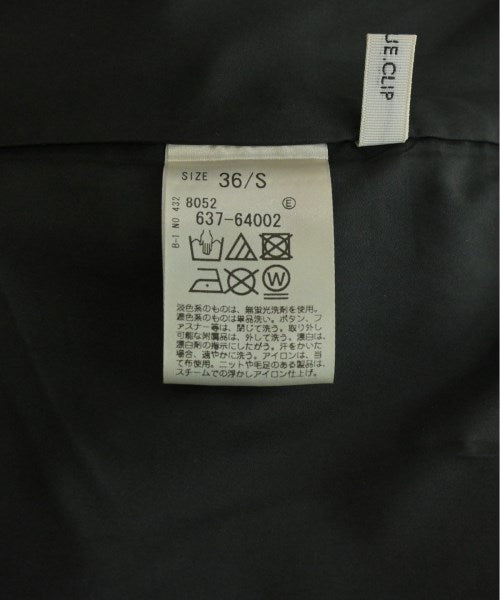 UE.CLIP
SIZE 36/S
B-1 NO 432
8052 Ⓔ
637-64002
W
淡色系のものは、無蛍光洗剤を使用。
濃色系のものは単品洗い。ボタン、フ
ァスナー等は、閉じて洗う。取り外し
可能な附属品は、外して洗う。漂白は、
漂白剤の指示にしたがう。汗をかいた
場合、速やかに洗う。アイロンは、当
て布使用。ニットや毛足のある製品は、
スチームでの浮かしアイロン仕上げ。